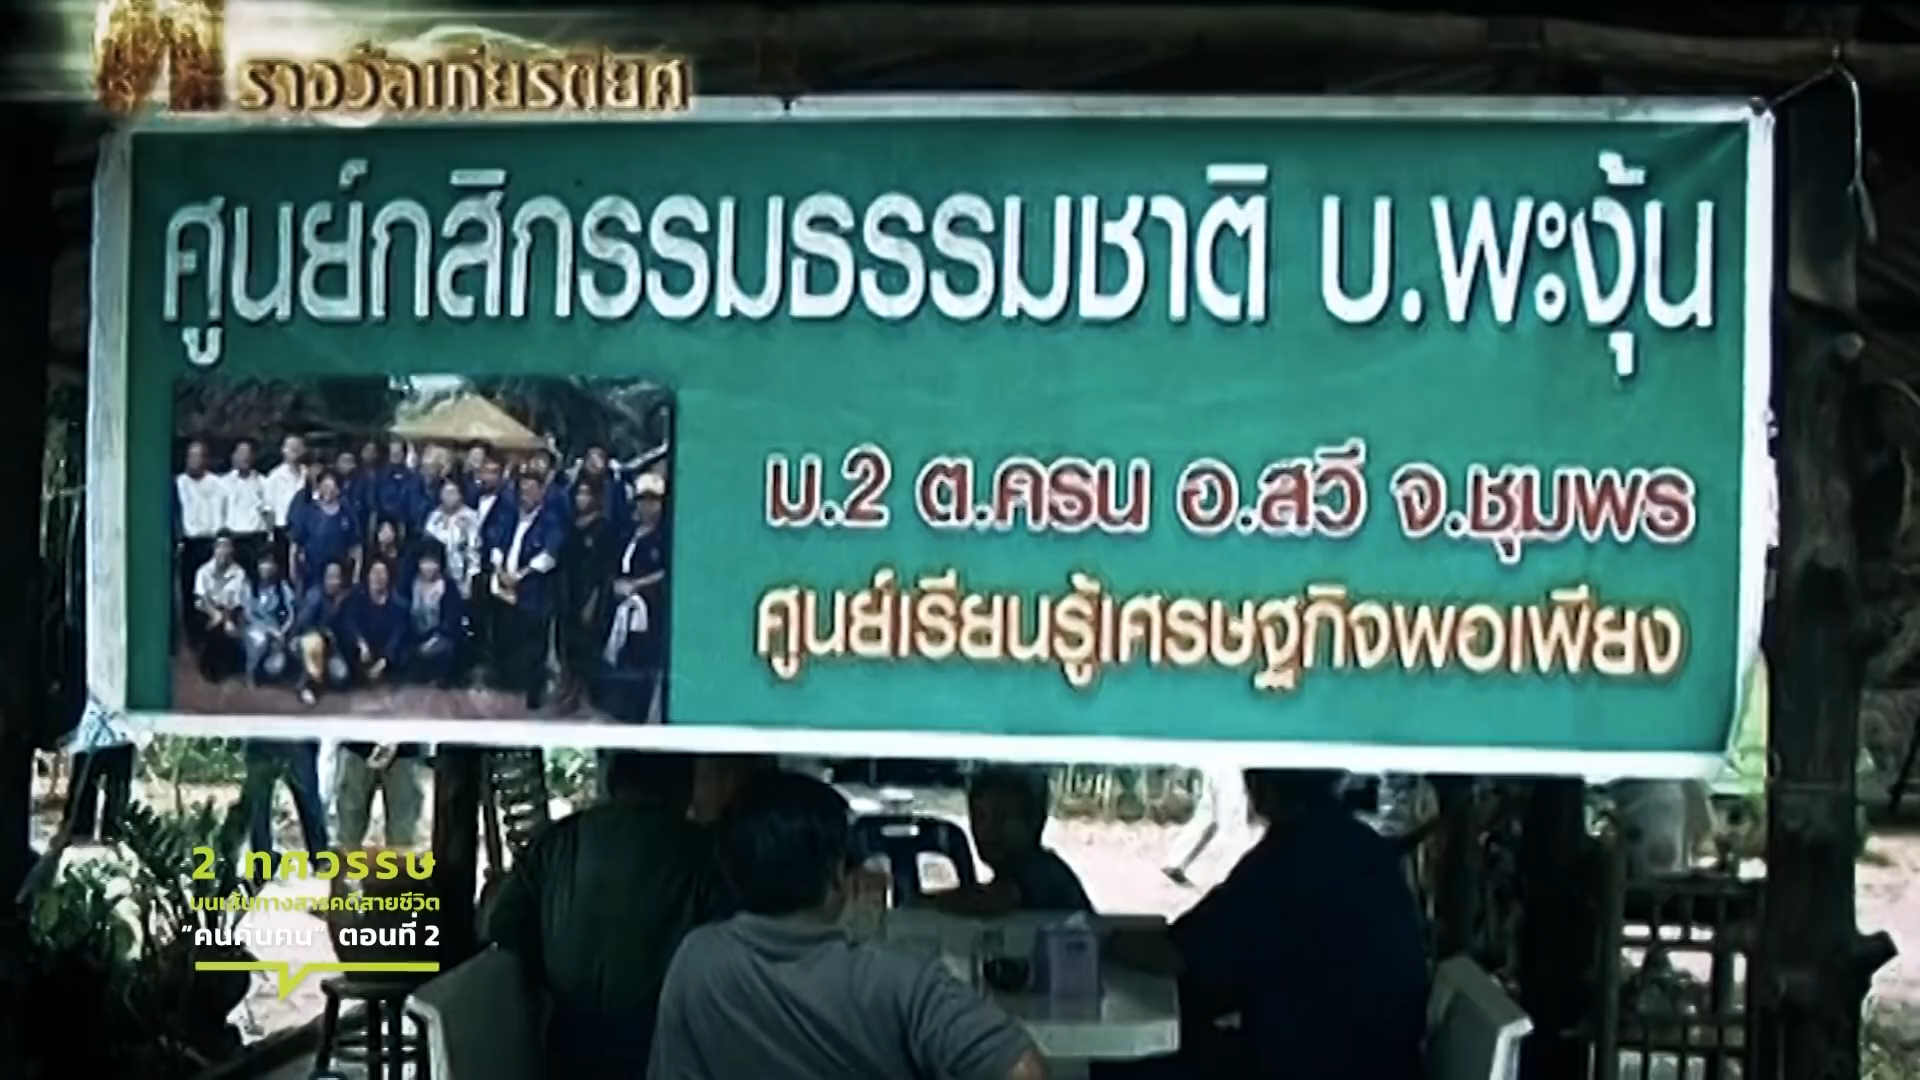 รางวัลเกียรติยศ
ศูนย์กสิกรรมธรรมชาติ บ.พะงุ้น
ม.2 ต.ครน อ.สวี จ.ชุมพร
ศูนย์เรียนรู้เศรษฐกิจพอเพียง
2 ทศวรรษ
บนเส้นทางสารคดีสายชีวิต
“คนค้นฅน” ตอนที่ 2